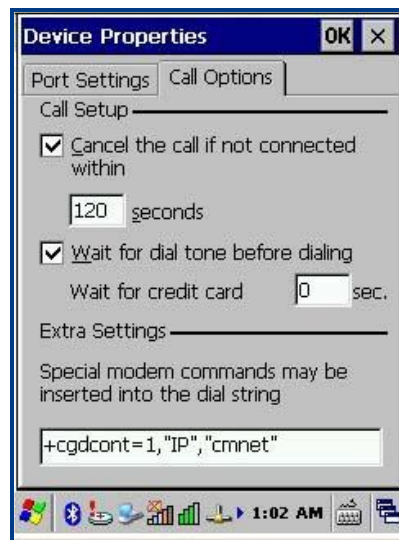 Device Properties OK ×
Port Settings Call Options
Call Setup
Cancel the call if not connected
within
120 seconds
Wait for dial tone before dialing
Wait for credit card 0 sec.
Extra Settings
Special modem commands may be
inserted into the dial string
+cgdcont=1,"IP","cmnet"
1:02 AM